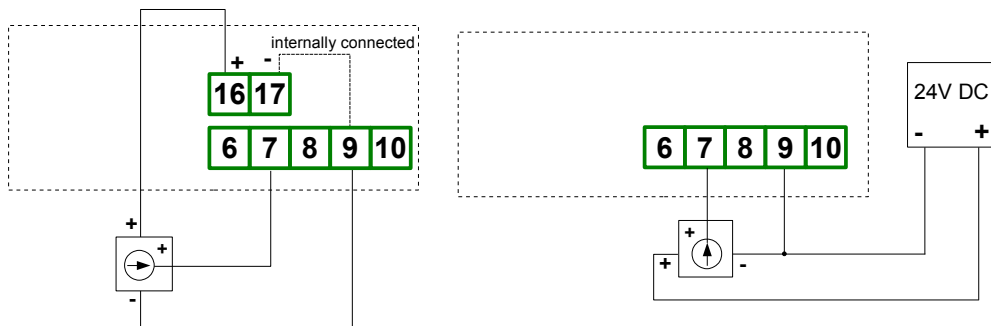 internally connected
+ -
16 17
6 7 8 9 10
+
+
-
6 7 8 9 10
24V DC
- +
+
+ -